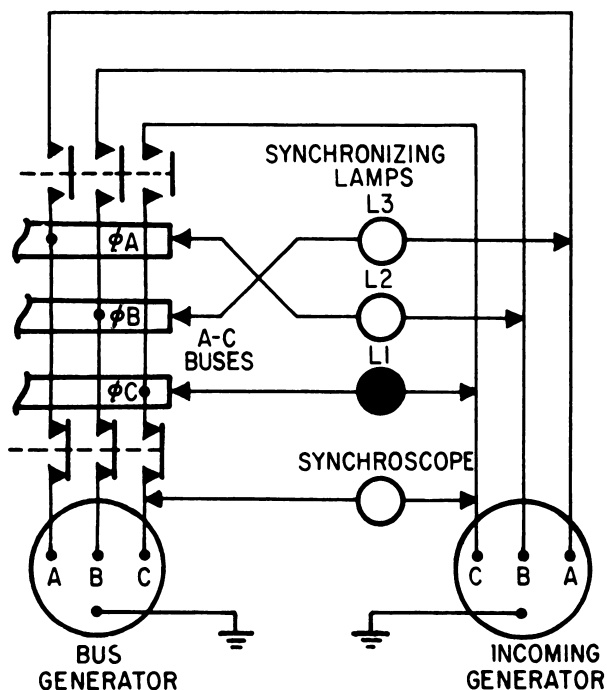 SYNCHRONIZING
LAMPS
L3
ϕA
L2
ϕB
A-C
BUSES
L1
ϕC
SYNCHROSCOPE
A B C
C B A
BUS
GENERATOR
INCOMING
GENERATOR